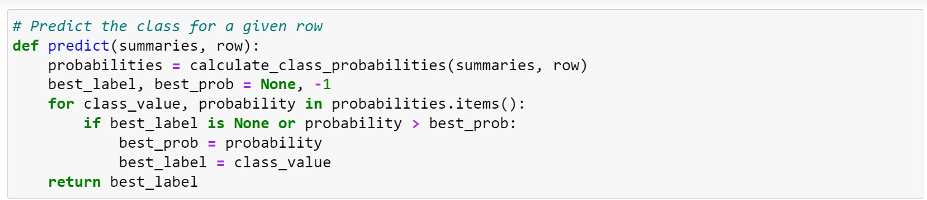 # Predict the class for a given row
def predict(summaries, row):
    probabilities = calculate_class_probabilities(summaries, row)
    best_label, best_prob = None, -1
    for class_value, probability in probabilities.items():
        if best_label is None or probability > best_prob:
            best_prob = probability
            best_label = class_value
    return best_label